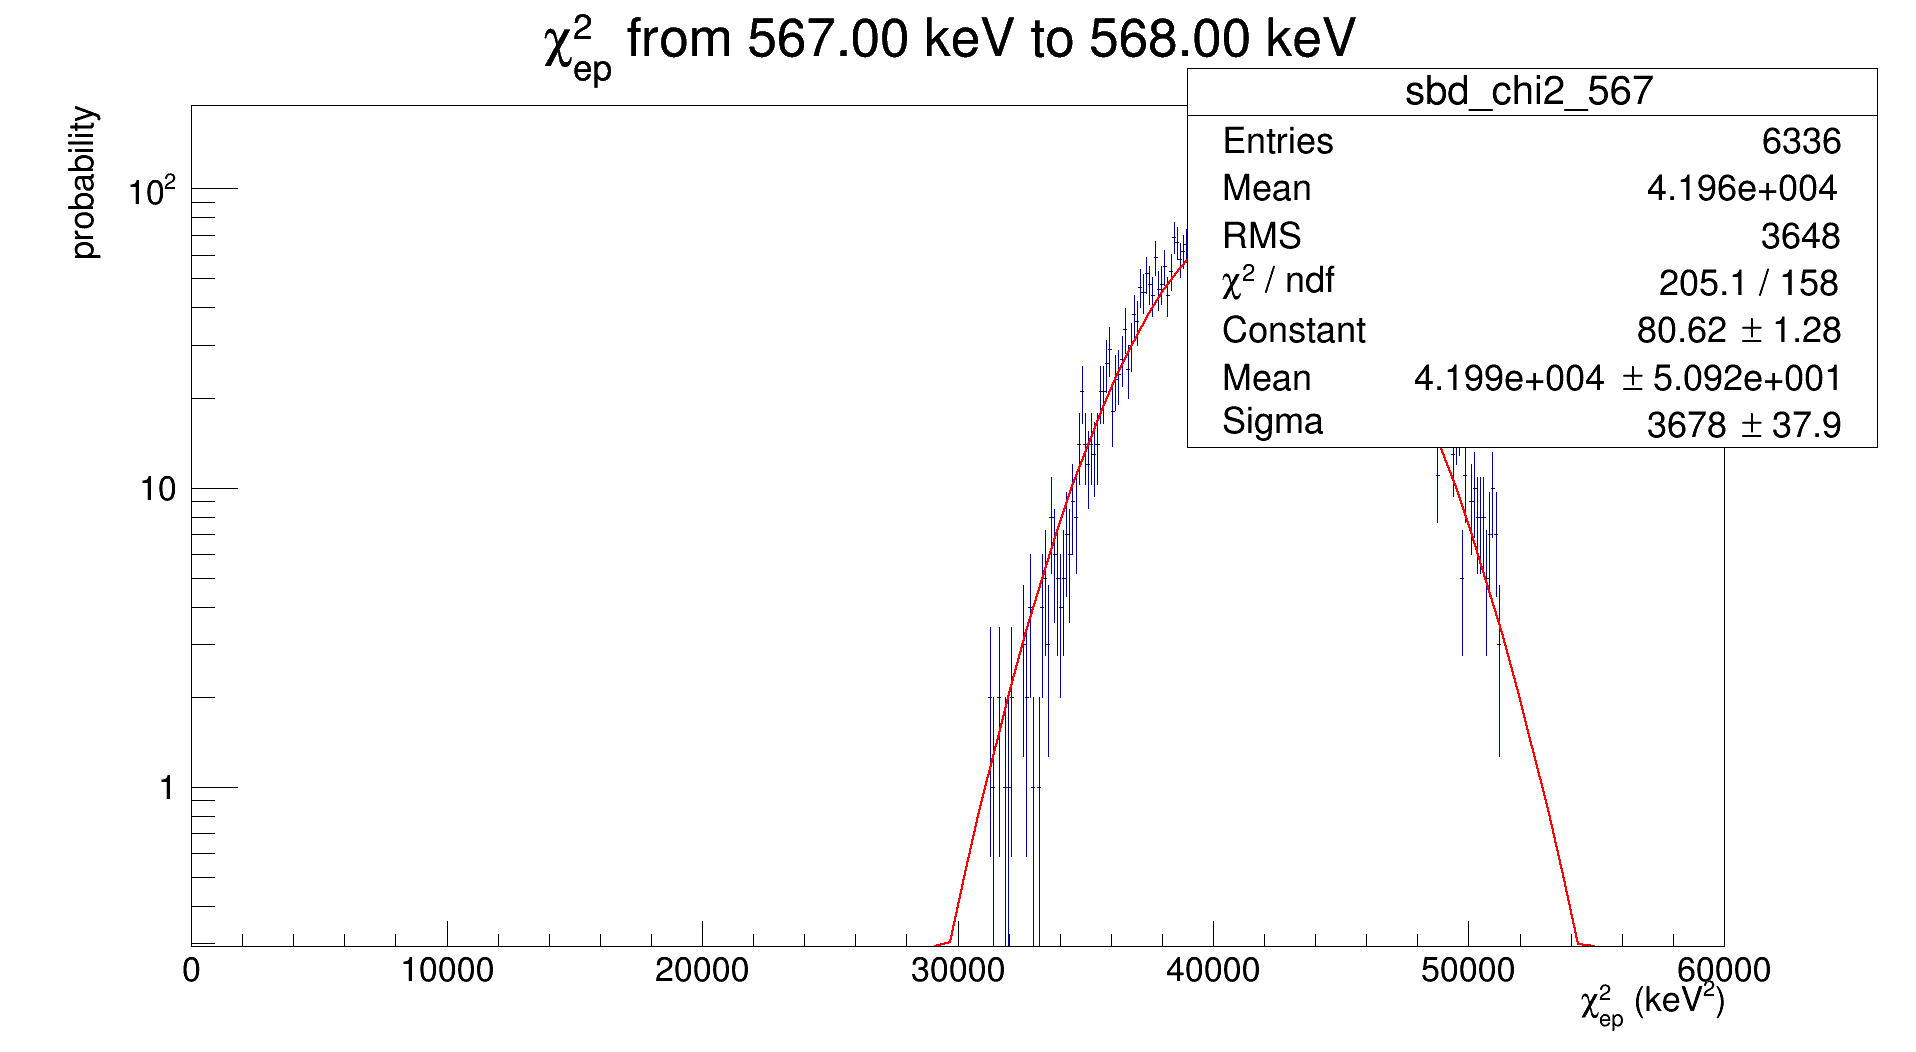 χ²ep from 567.00 keV to 568.00 keV
sbd_chi2_567
Entries 6336
Mean 4.196e+004
RMS 3648
χ² / ndf 205.1 / 158
Constant 80.62 ± 1.28
Mean 4.199e+004 ± 5.092e+001
Sigma 3678 ± 37.9
probability
10²
10
1
0 10000 20000 30000 40000 50000 60000
χ²ep (keV²)